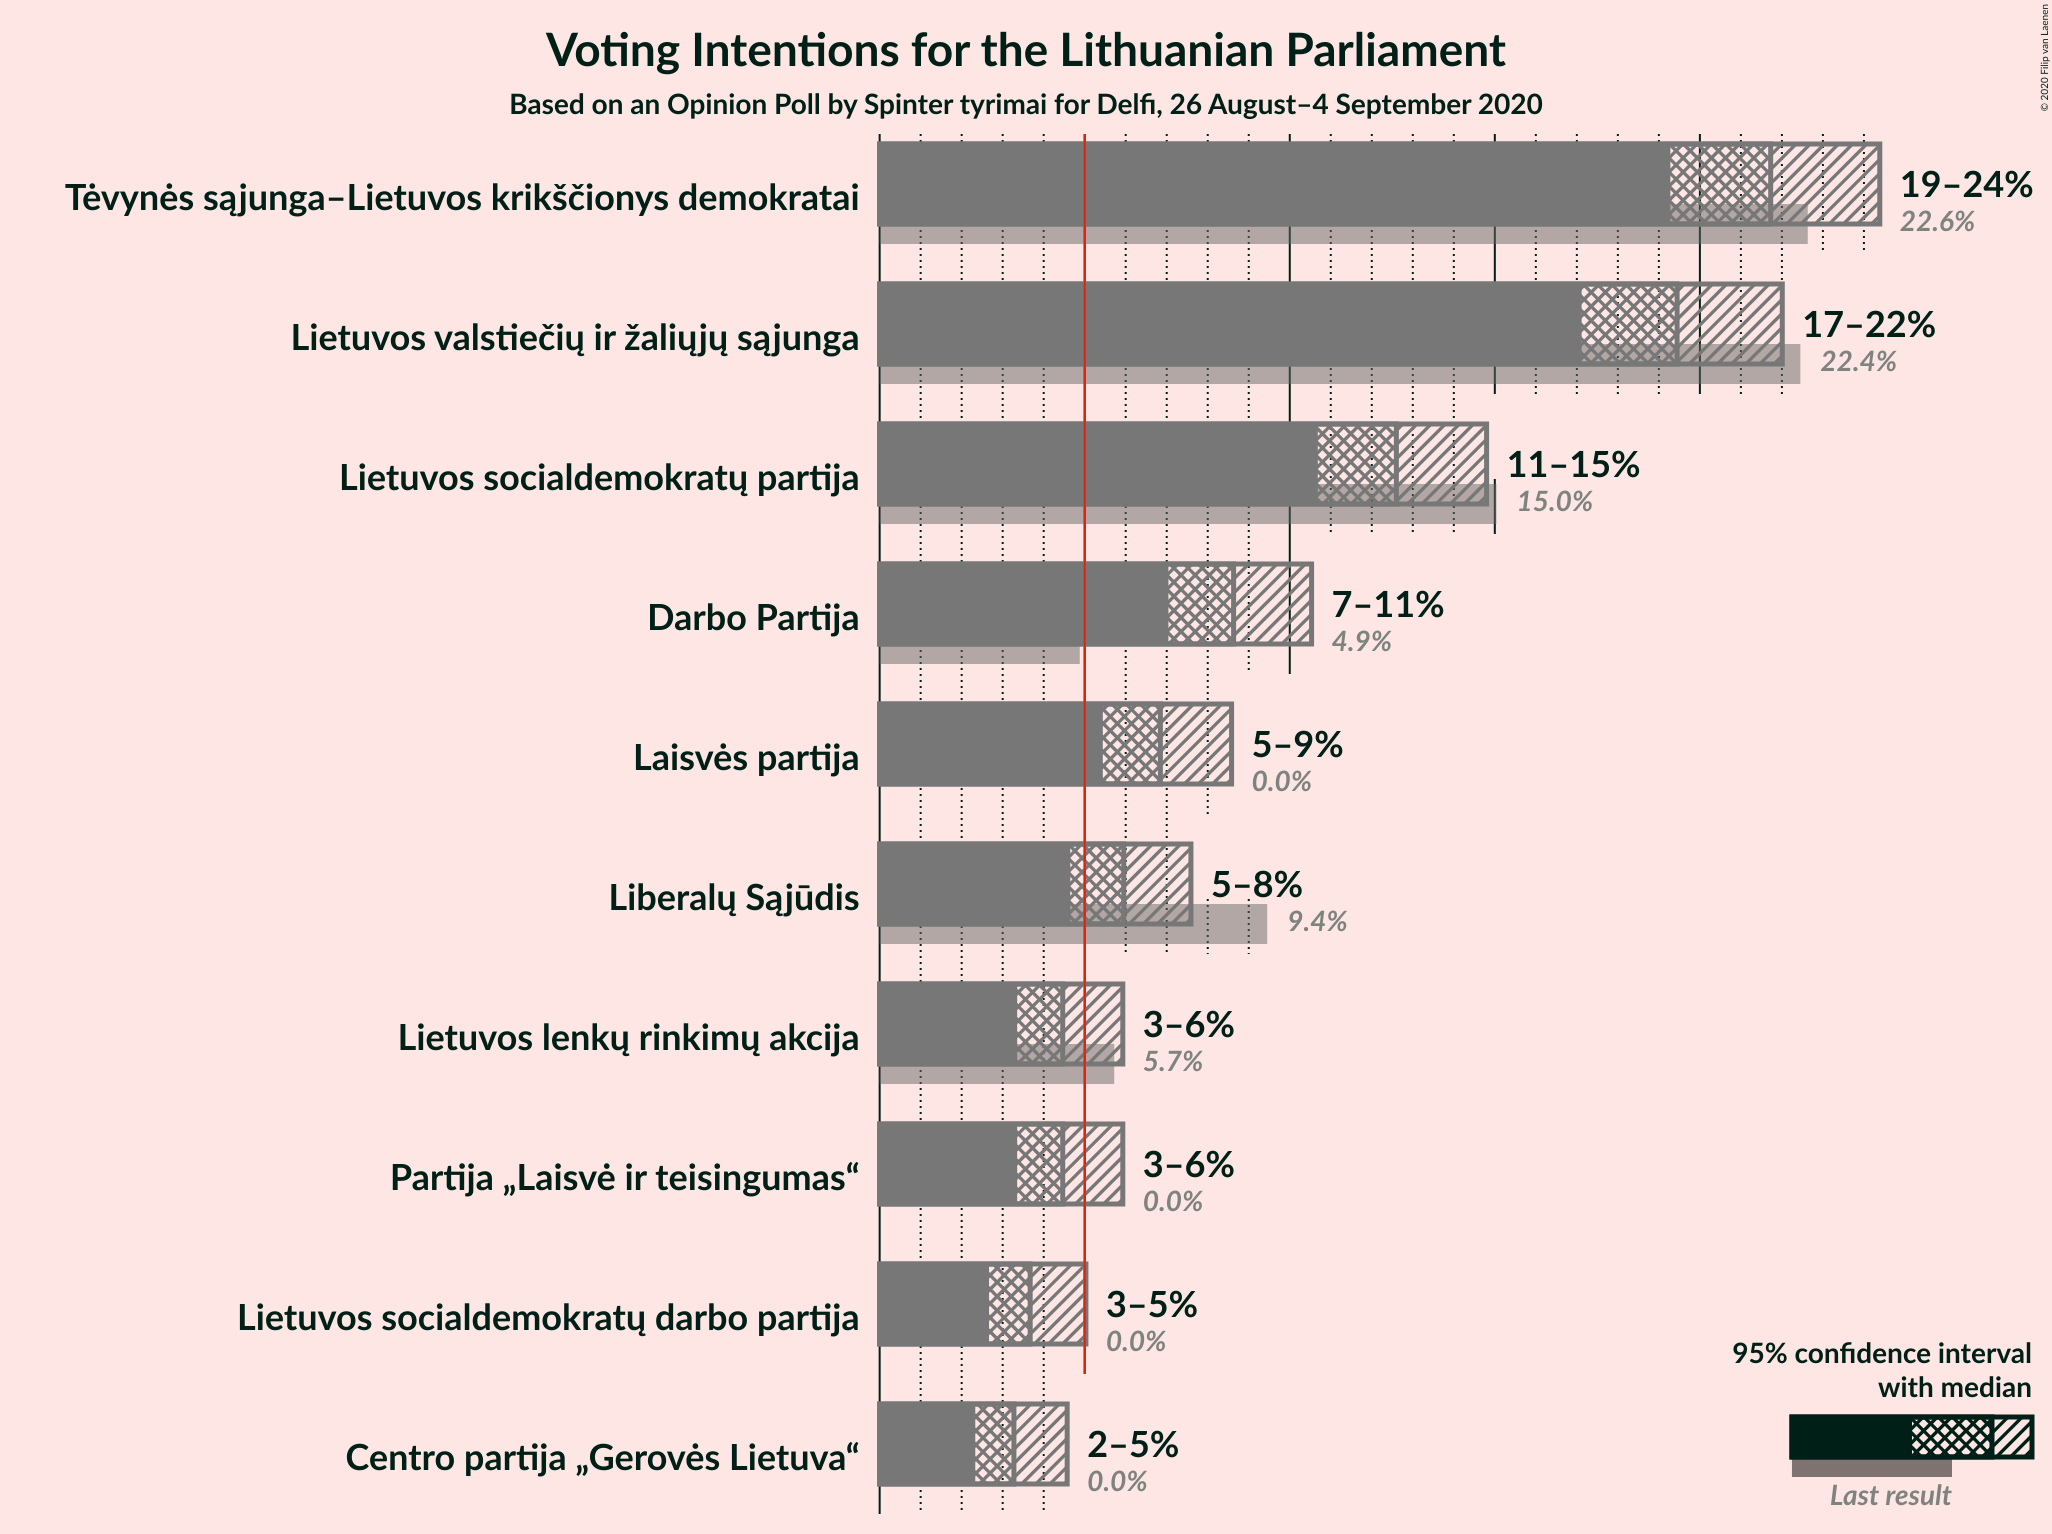 Voting Intentions for the Lithuanian Parliament
Based on an Opinion Poll by Spinter tyrimai for Delfi, 26 August–4 September 2020
© 2020 Filip van Laenen
Tėvynės sąjunga–Lietuvos krikščionys demokratai
19–24%
22.6%
Lietuvos valstiečių ir žaliųjų sąjunga
17–22%
22.4%
Lietuvos socialdemokratų partija
11–15%
15.0%
Darbo Partija
7–11%
4.9%
Laisvės partija
5–9%
0.0%
Liberalų Sąjūdis
5–8%
9.4%
Lietuvos lenkų rinkimų akcija
3–6%
5.7%
Partija „Laisvė ir teisingumas“
3–6%
0.0%
Lietuvos socialdemokratų darbo partija
3–5%
0.0%
Centro partija „Gerovės Lietuva“
2–5%
0.0%
95% confidence interval
with median
Last result